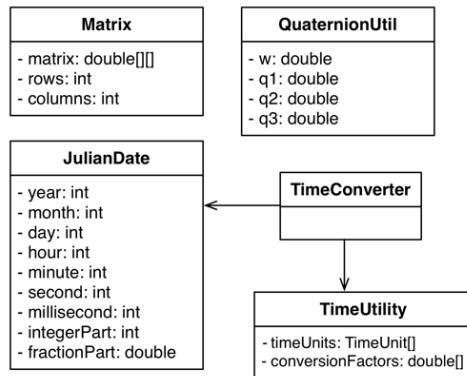 Matrix
- matrix: double[][]
- rows: int
- columns: int
QuaternionUtil
- w: double
- q1: double
- q2: double
- q3: double
JulianDate
- year: int
- month: int
- day: int
- hour: int
- minute: int
- second: int
- millisecond: int
- integerPart: int
- fractionPart: double
TimeConverter
TimeUtility
- timeUnits: TimeUnit[]
- conversionFactors: double[]